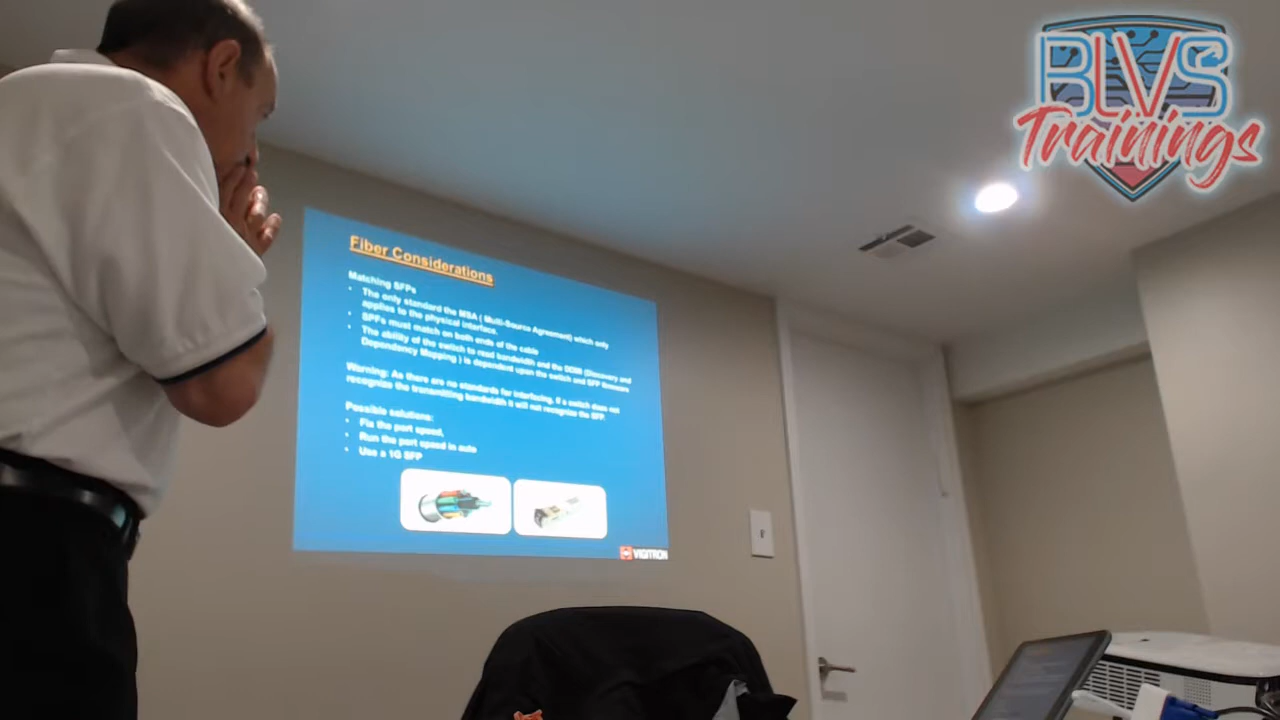 BLVS
Trainings
Fiber Considerations
Matching SFPs
• The only standard the MSA ( Multi-Source Agreement) which only
applies to the physical interface.
• SPFs must match on both ends of the cable
• The ability of the switch to read bandwidth and the DDM (Discovery and
Dependency Mapping ) is dependent upon the switch and SFP firmware
Warning: As there are no standards for interfacing, if a switch does not
recognize the transmitting bandwidth it will not recognize the SFP.
Possible solutions:
• Fix the port speed,
• Run the port speed in auto
• Use a 1G SFP
VIGITRON